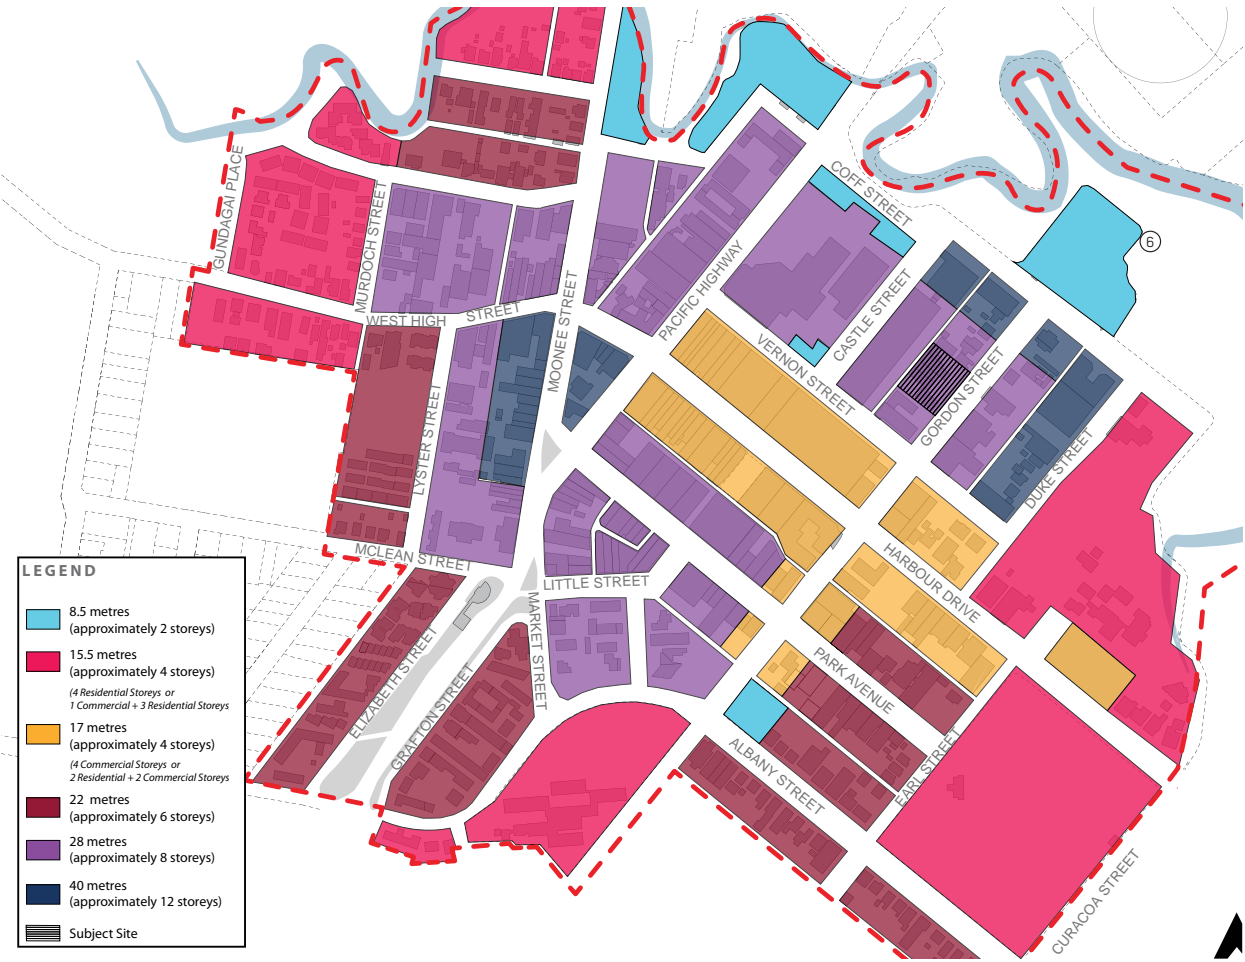 COFF STREET
6
GUNDAGAI PLACE
MURDOCH STREET
PACIFIC HIGHWAY
CASTLE STREET
WEST HIGH STREET
MOONEE STREET
VERNON STREET
GORDON STREET
LYSTER STREET
DUKE STREET
MCLEAN STREET
HARBOUR DRIVE
LITTLE STREET
MARKET STREET
ELIZABETH STREET
GRAFTON STREET
PARK AVENUE
EARL STREET
ALBANY STREET
CURACOA STREET
LEGEND
8.5 metres
(approximately 2 storeys)
15.5 metres
(approximately 4 storeys)
(4 Residential Storeys or
1 Commercial + 3 Residential Storeys
17 metres
(approximately 4 storeys)
(4 Commercial Storeys or
2 Residential + 2 Commercial Storeys
22 metres
(approximately 6 storeys)
28 metres
(approximately 8 storeys)
40 metres
(approximately 12 storeys)
Subject Site